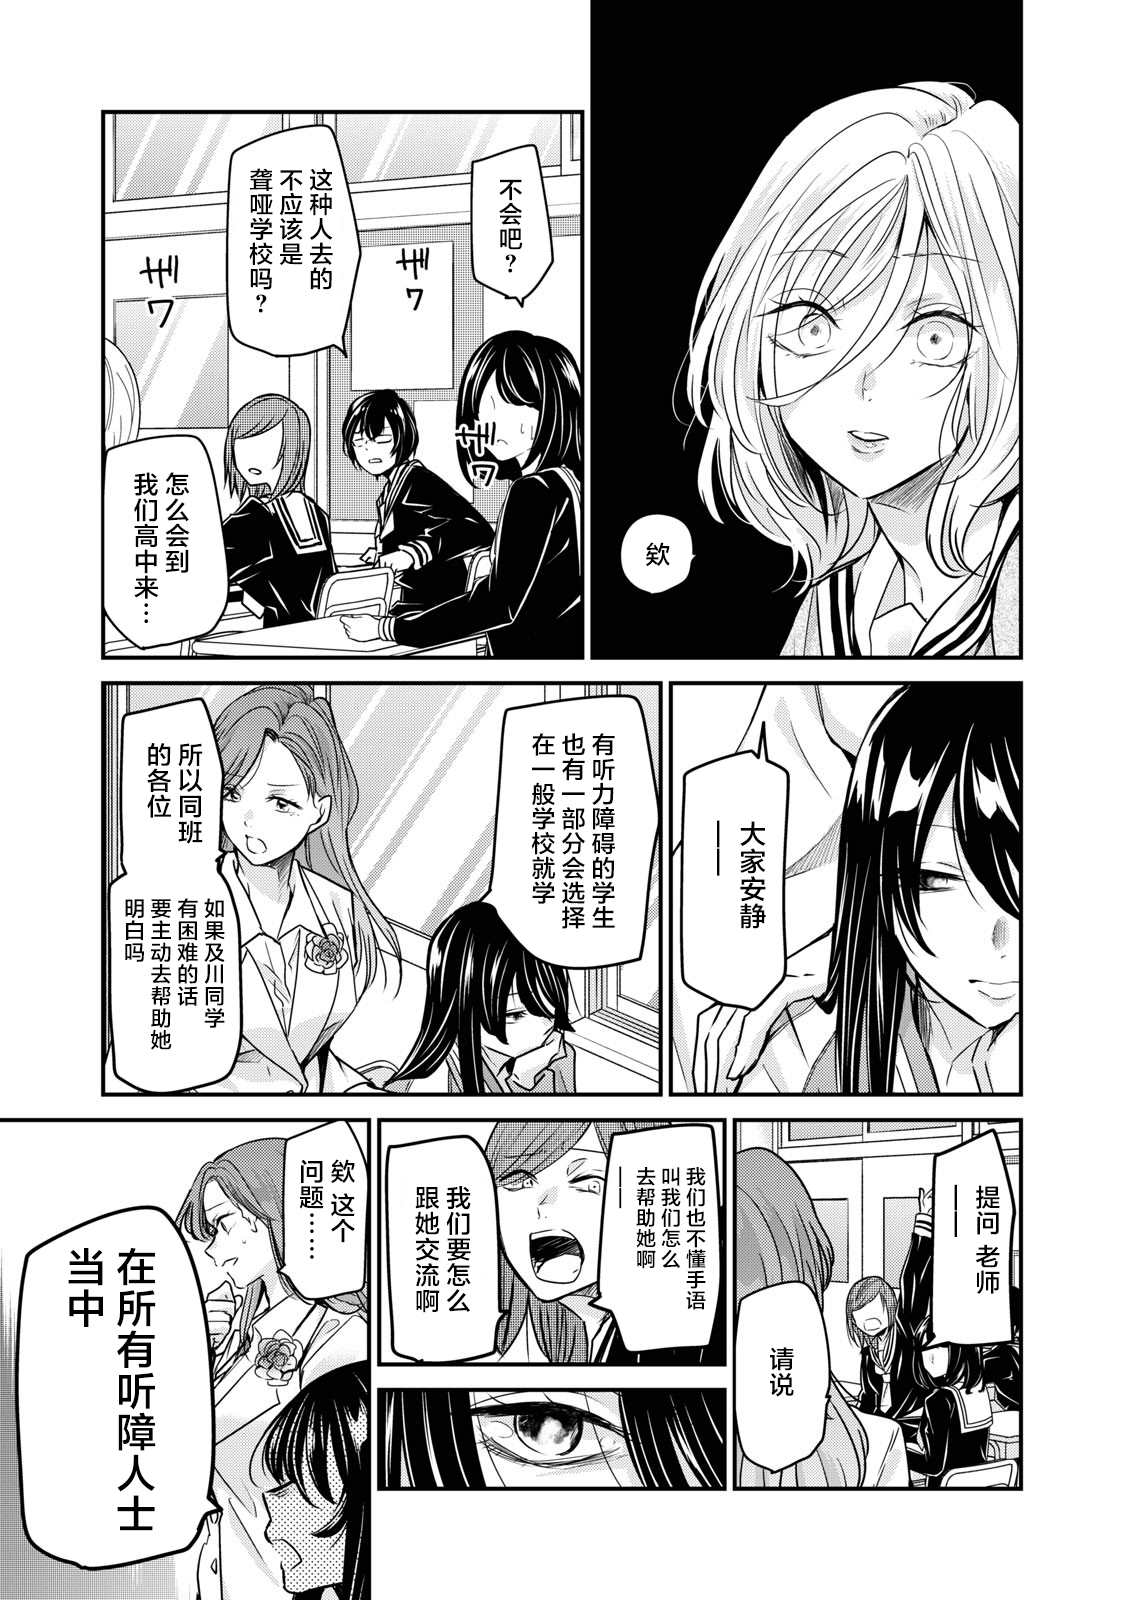 欸
不会吧?
这种人去的
不应该是
聋哑学校吗?
ザ
ワ
ザ
ワ
ザ
ワ
怎么会到
我们高中来…
大家安静
——
有听力障碍的学生
也有一部分会选择
在一般学校就学
所以同班
的各位
如果及川同学
有困难的话
要主动去帮助她
明白吗
提问 老师
——
请说
我们也不懂手语
叫我们怎么
去帮助她啊
——
我们要怎么
跟她交流啊
欸 这个
问题……
在所有听障人士
当中